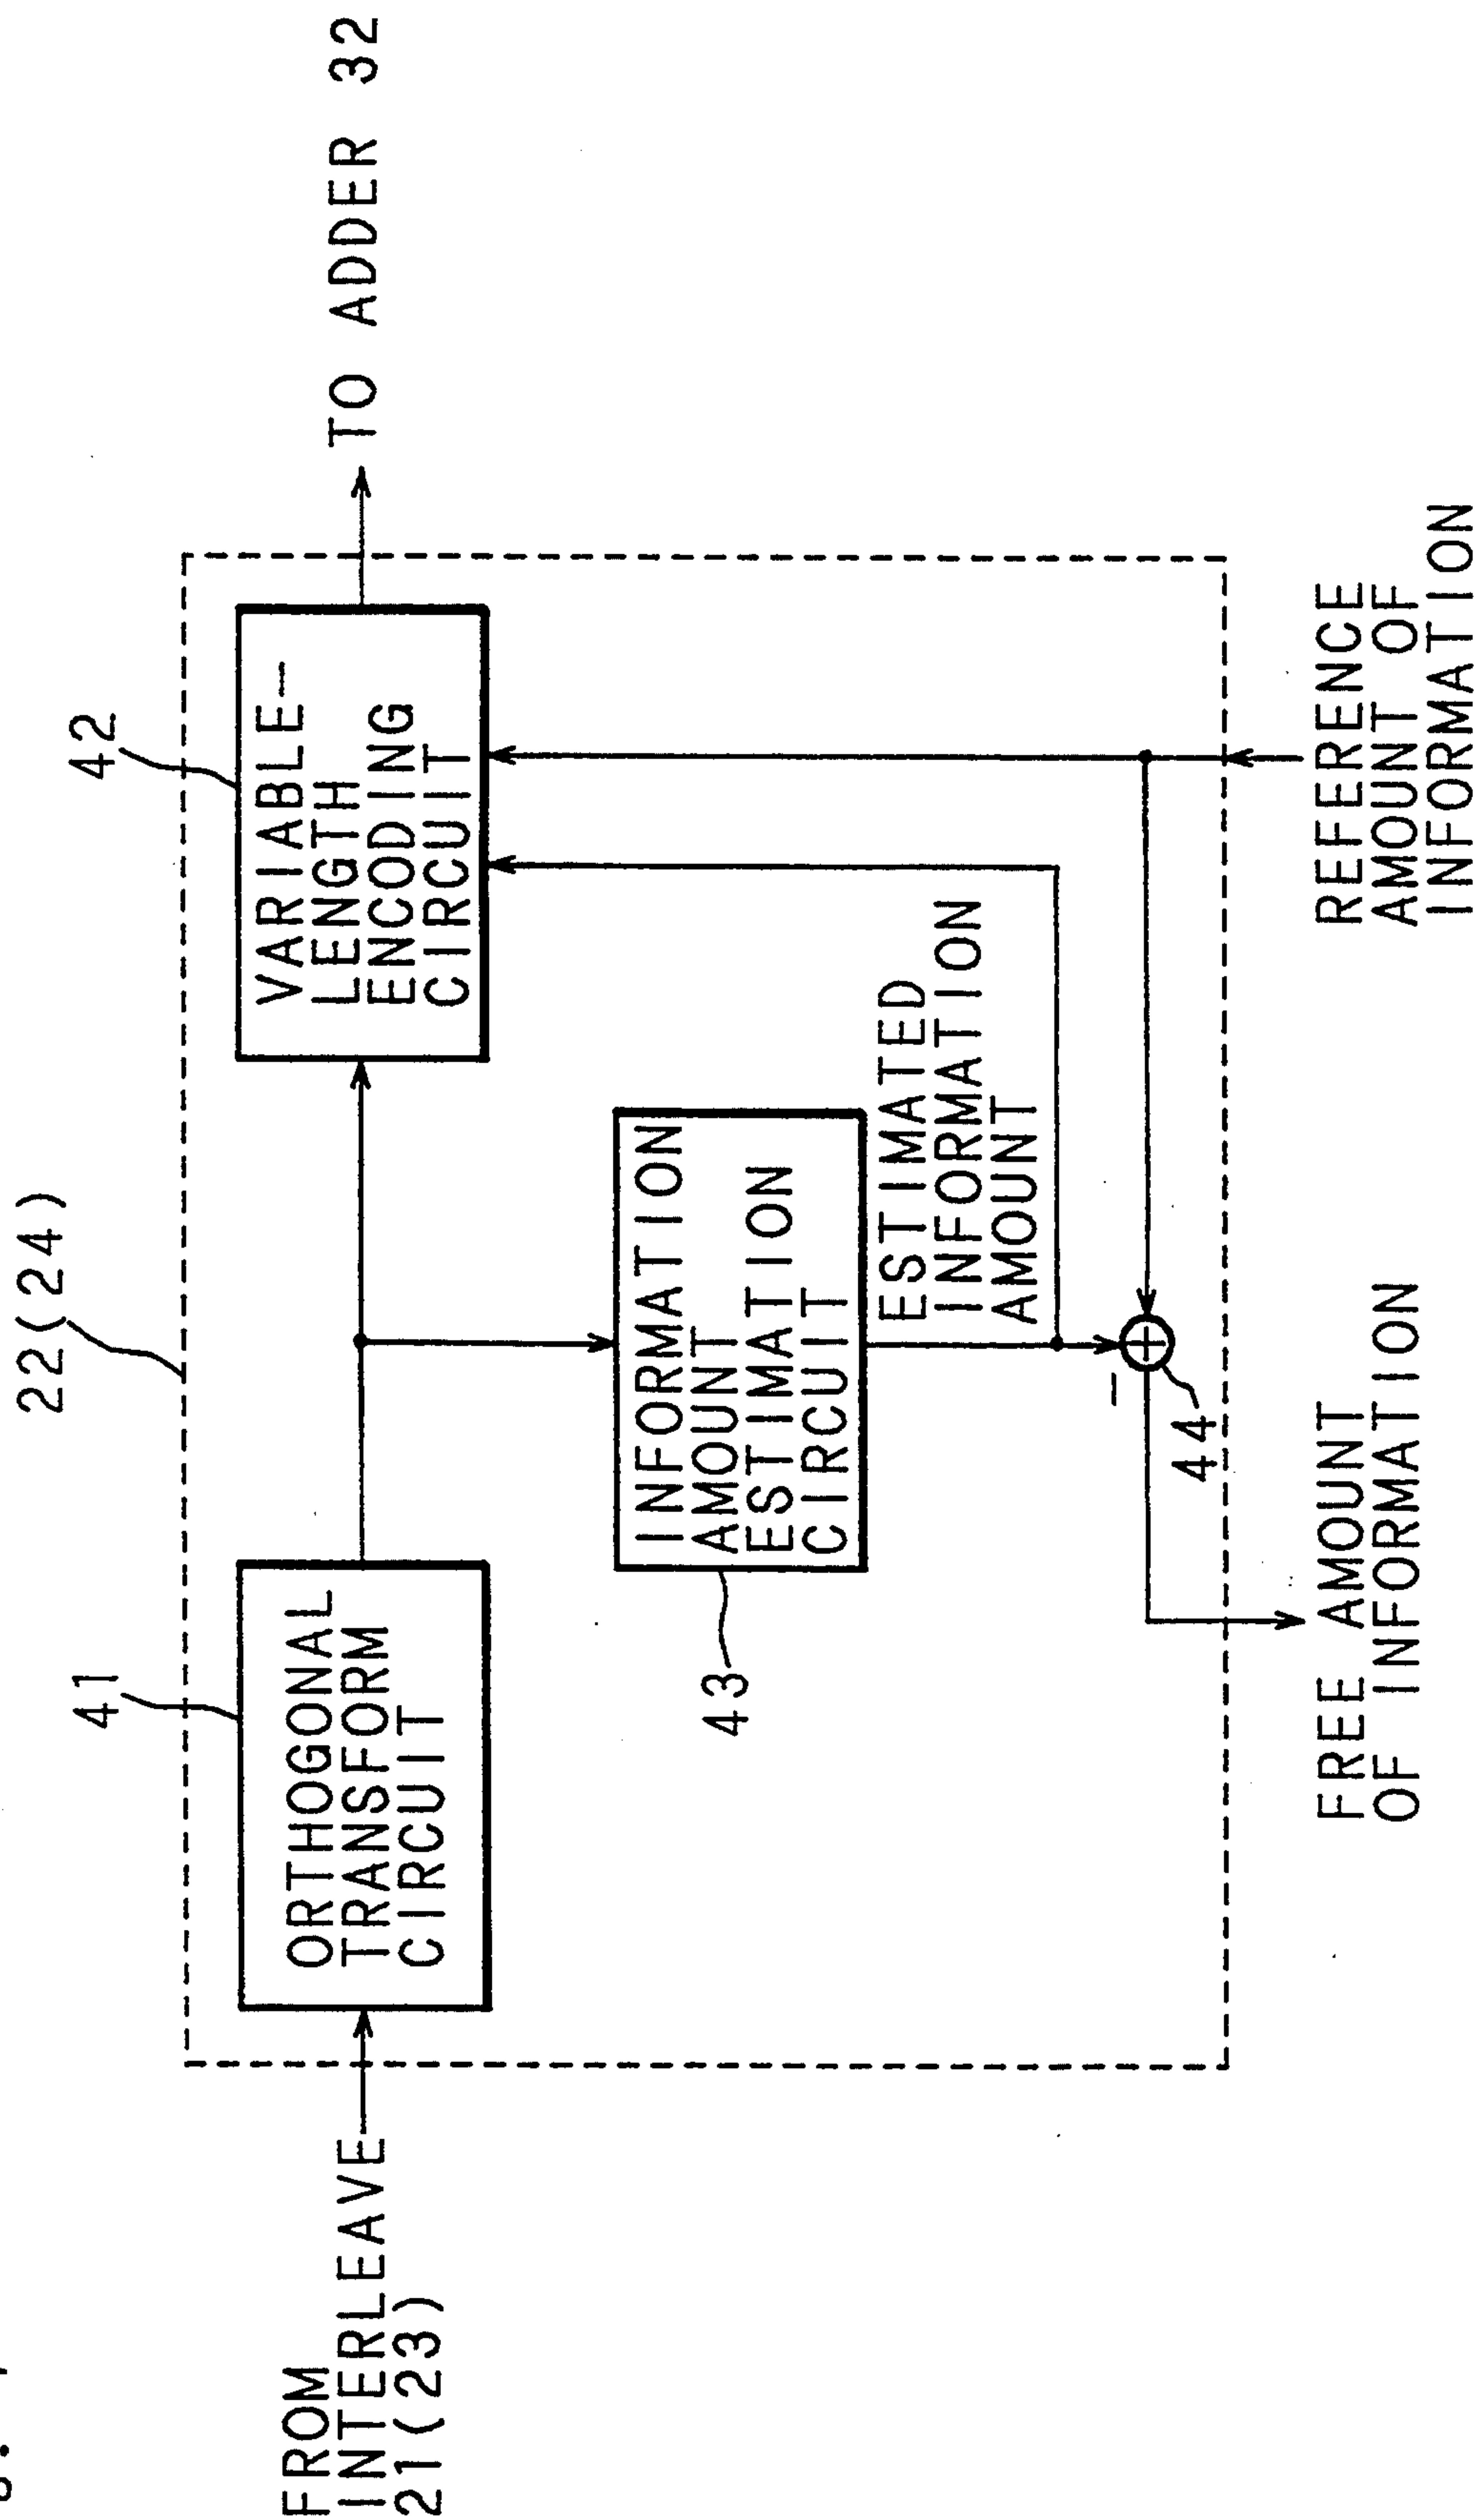 22(24)
41
42
FROM
INTERLEAVE
21(23)
ORTHOGONAL
TRANSFORM
CIRCUIT
VARIABLE-
LENGTH
ENCODING
CIRCUIT
TO ADDER 32
43
INFORMATION
AMOUNT
ESTIMATION
CIRCUIT
ESTIMATED
INFORMATION
AMOUNT
−
+
44
FREE AMOUNT
OF INFORMATION
REFERENCE
AMOUNT OF
INFORMATION